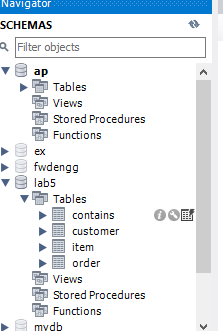 Navigator
SCHEMAS
Filter objects
ap
Tables
Views
Stored Procedures
Functions
ex
fwdengg
lab5
Tables
contains
customer
item
order
Views
Stored Procedures
Functions
mydb